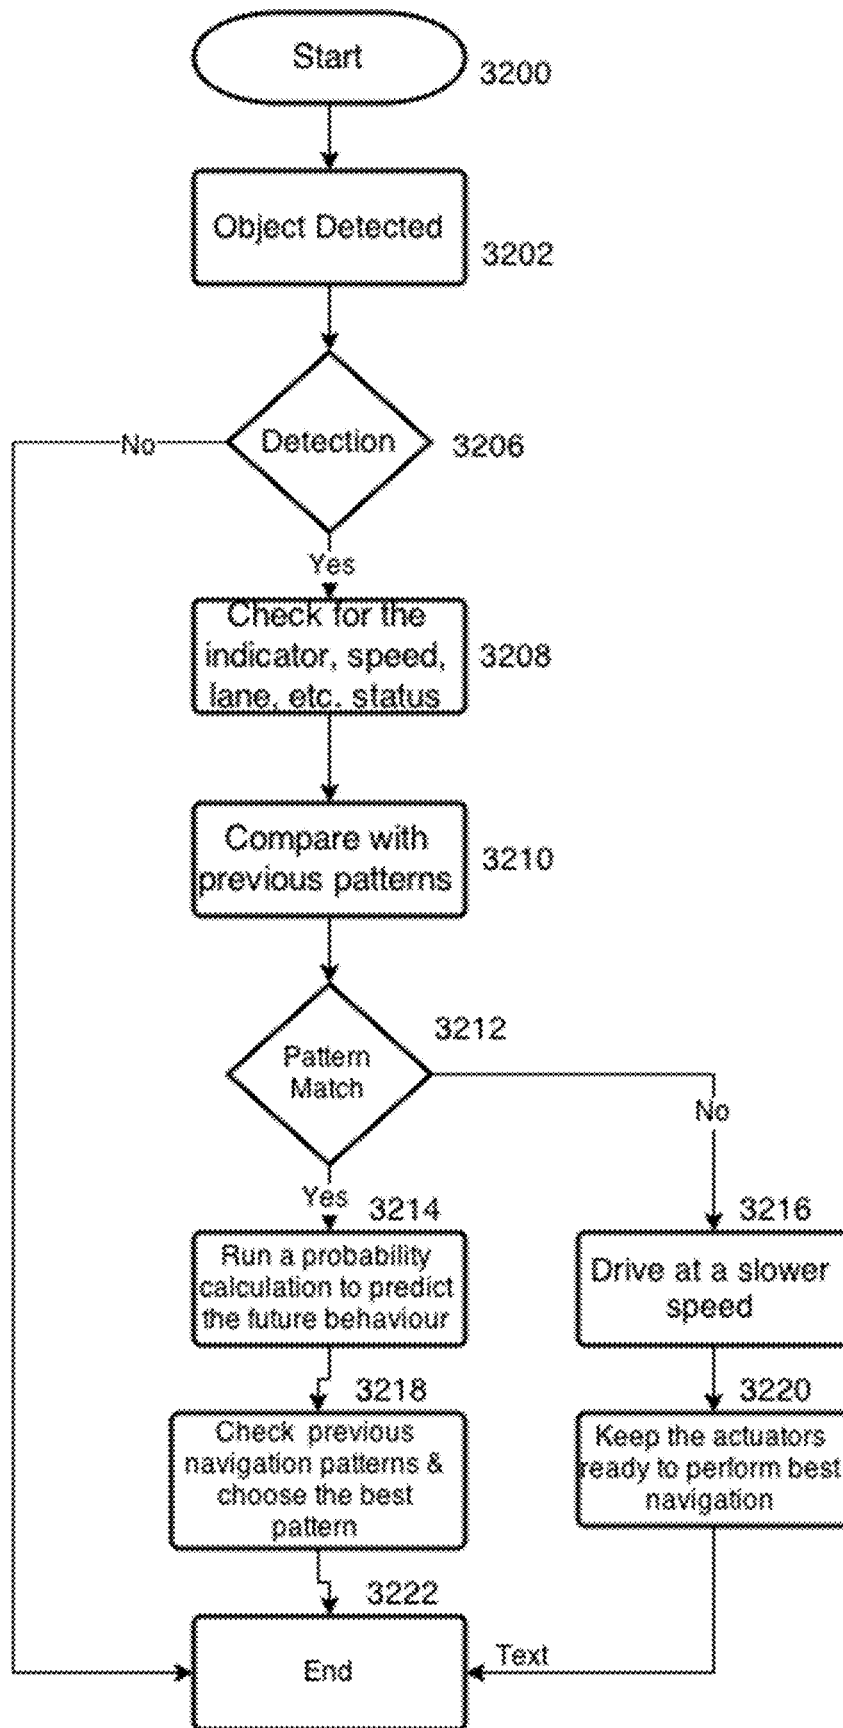 Start
3200
Object Detected
3202
Detection
3206
No
Yes
Check for the
indicator, speed,
lane, etc. status
3208
Compare with
previous patterns
3210
Pattern
Match
3212
No
Yes
3214
Run a probability
calculation to predict
the future behaviour
3216
Drive at a slower
speed
3218
Check previous
navigation patterns &
choose the best
pattern
3220
Keep the actuators
ready to perform best
navigation
3222
End
Text